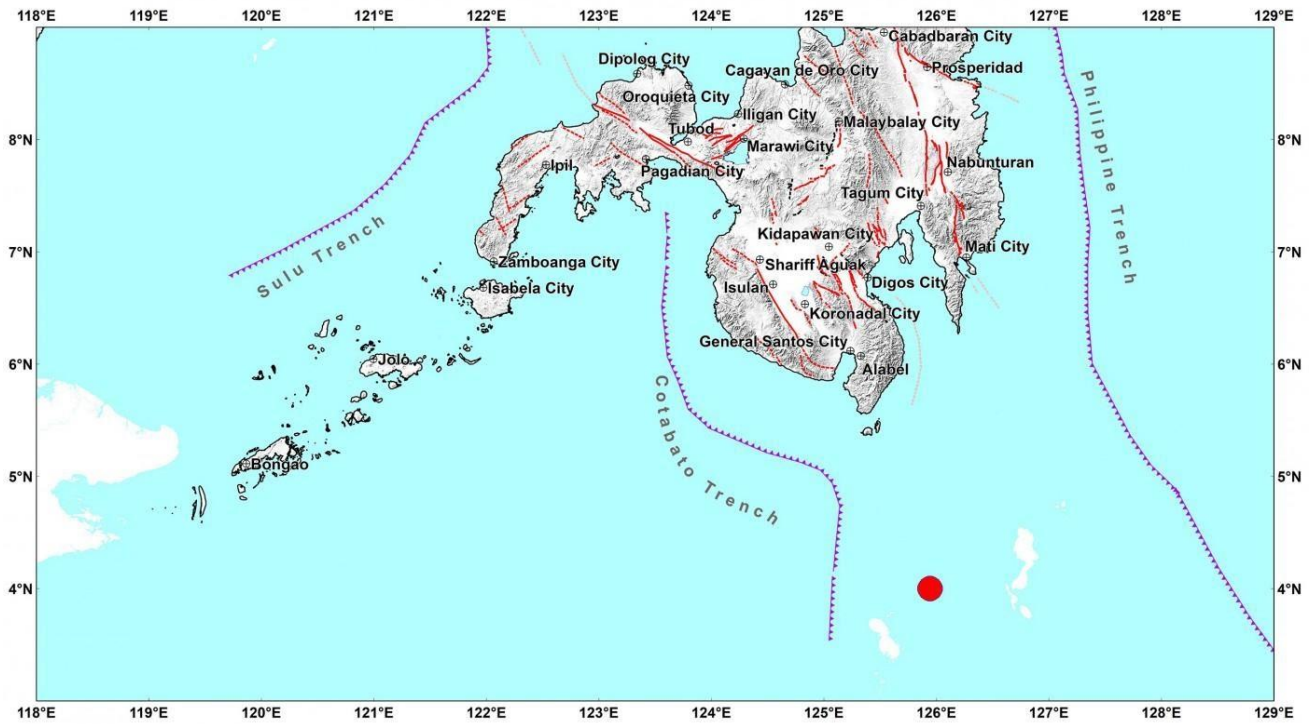 118°E 119°E 120°E 121°E 122°E 123°E 124°E 125°E 126°E 127°E 128°E 129°E
Cabadbaran City
Dipolog City
Cagayan de Oro City
Prosperidad
Oroquieta City
Iligan City
Malaybalay City
Tubod
8°N
8°N
Marawi City
Nabunturan
Ipil
Pagadian City
Tagum City
Philippine Trench
Sulu Trench
Kidapawan City
Mati City
7°N
7°N
Zamboanga City
Shariff Aguak
Isabela City
Isulan
Digos City
Koronadal City
General Santos City
6°N
6°N
Jolo
Alabel
Cotabato Trench
Bongao
5°N
5°N
4°N
4°N
118°E 119°E 120°E 121°E 122°E 123°E 124°E 125°E 126°E 127°E 128°E 129°E